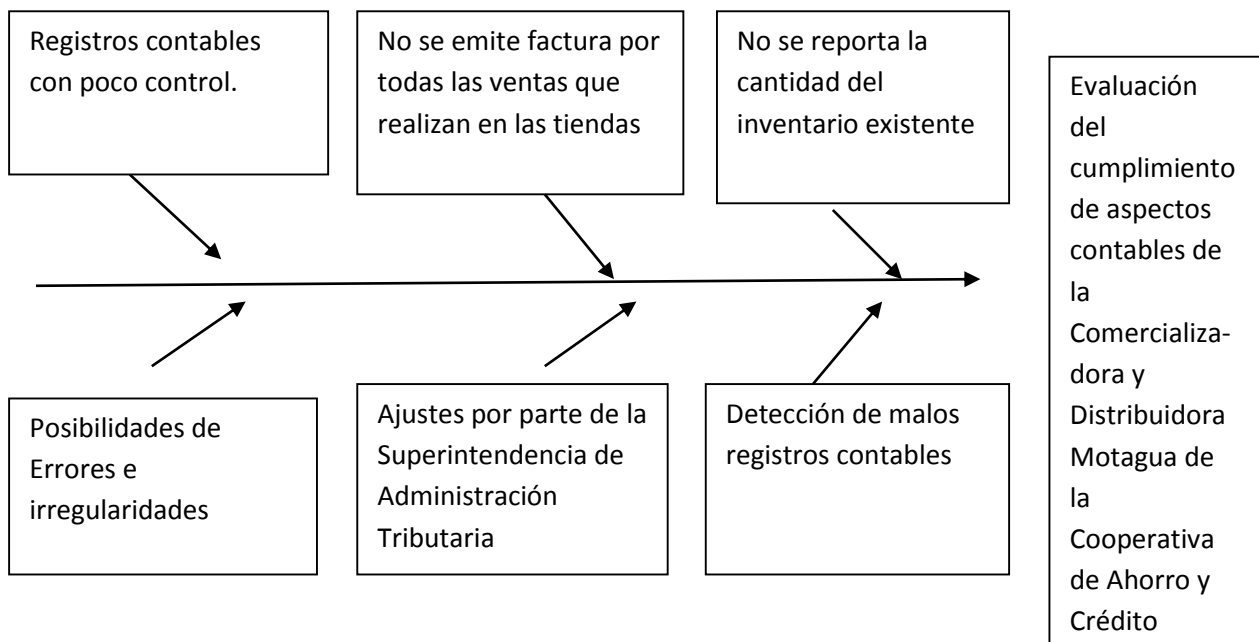 Registros contables
con poco control.
No se emite factura por
todas las ventas que
realizan en las tiendas
No se reporta la
cantidad del
inventario existente
Posibilidades de
Errores e
irregularidades
Ajustes por parte de la
Superintendencia de
Administración
Tributaria
Detección de malos
registros contables
Evaluación
del
cumplimiento
de aspectos
contables de
la
Comercializa-
dora y
Distribuidora
Motagua de
la
Cooperativa
de Ahorro y
Crédito